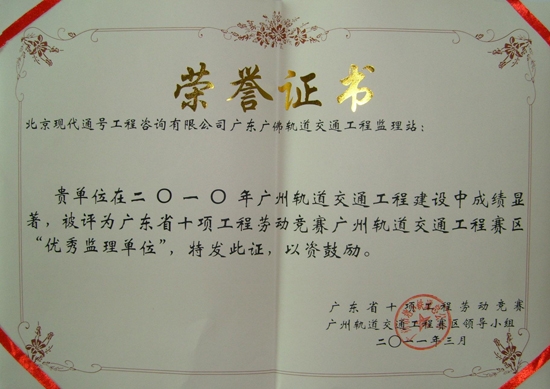 荣誉证书
北京现代通号工程咨询有限公司广东广佛轨道交通工程监理站：
贵单位在二〇一〇年广州轨道交通工程建设中成绩显
著，被评为广东省十项工程劳动竞赛广州轨道交通工程赛区
“优秀监理单位”，特发此证，以资鼓励。
广东省十项工程劳动竞赛
广州轨道交通工程赛区领导小组
二〇一一年三月